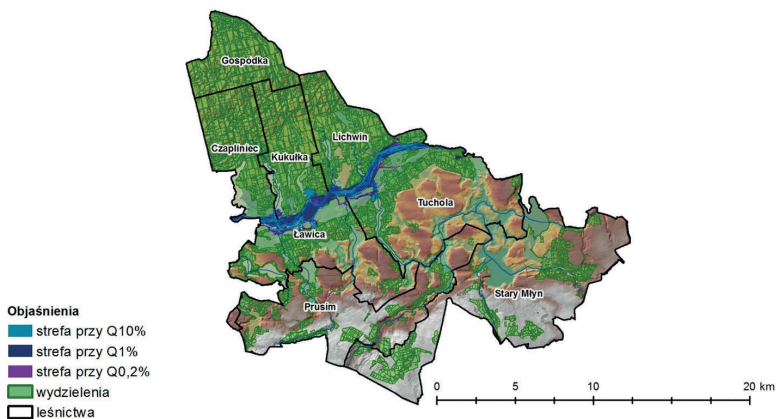 Gospódka
Czapliniec
Kukułka
Lichwin
Tuchola
Ławica
Prusim
Stary Młyn
Objaśnienia
strefa przy Q10%
strefa przy Q1%
strefa przy Q0,2%
wydzielenia
leśnictwa
0 5 10 20 km